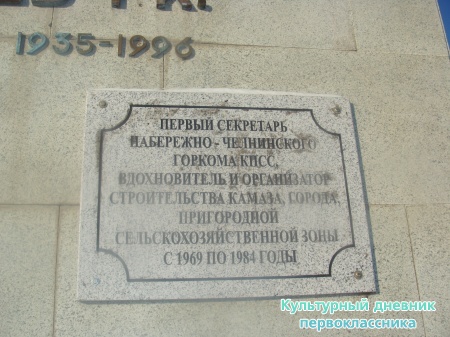 1935-1996
ПЕРВЫЙ СЕКРЕТАРЬ
НАБЕРЕЖНО - ЧЕЛНИНСКОГО
ГОРКОМА КПСС,
ВДОХНОВИТЕЛЬ И ОРГАНИЗАТОР
СТРОИТЕЛЬСТВА КАМАЗА, ГОРОДА,
ПРИГОРОДНОЙ
СЕЛЬСКОХОЗЯЙСТВЕННОЙ ЗОНЫ
С 1969 ПО 1984 ГОДЫ
Культурный дневник
первоклассника